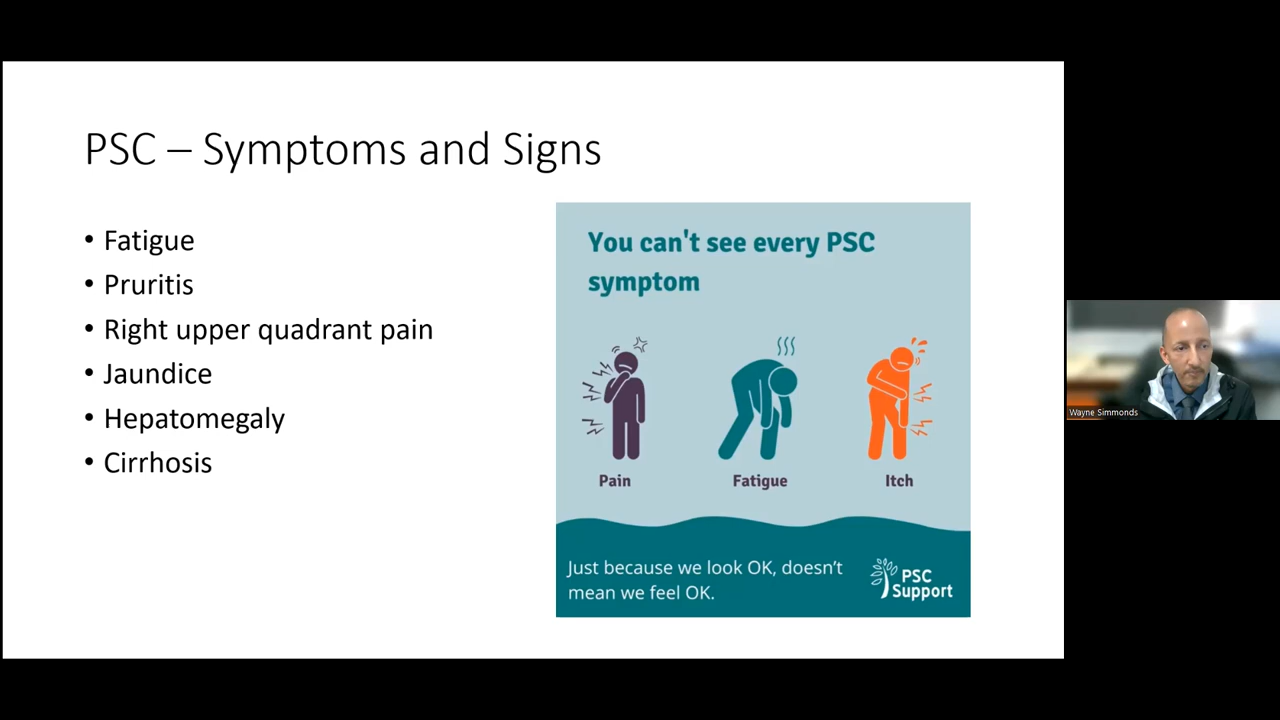 PSC – Symptoms and Signs
• Fatigue
• Pruritis
• Right upper quadrant pain
• Jaundice
• Hepatomegaly
• Cirrhosis
You can't see every PSC
symptom
Pain
Fatigue
Itch
Just because we look OK, doesn't
mean we feel OK.
PSC
Support
Wayne Simmonds